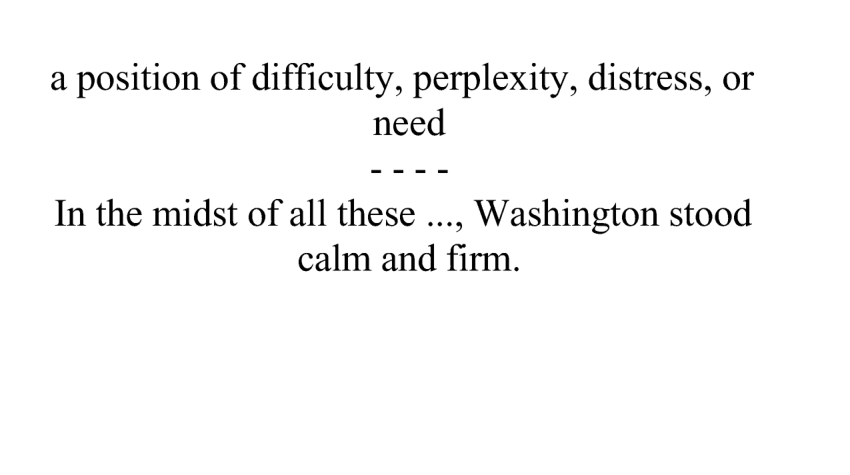 a position of difficulty, perplexity, distress, or
need
- - - -
In the midst of all these ..., Washington stood
calm and firm.